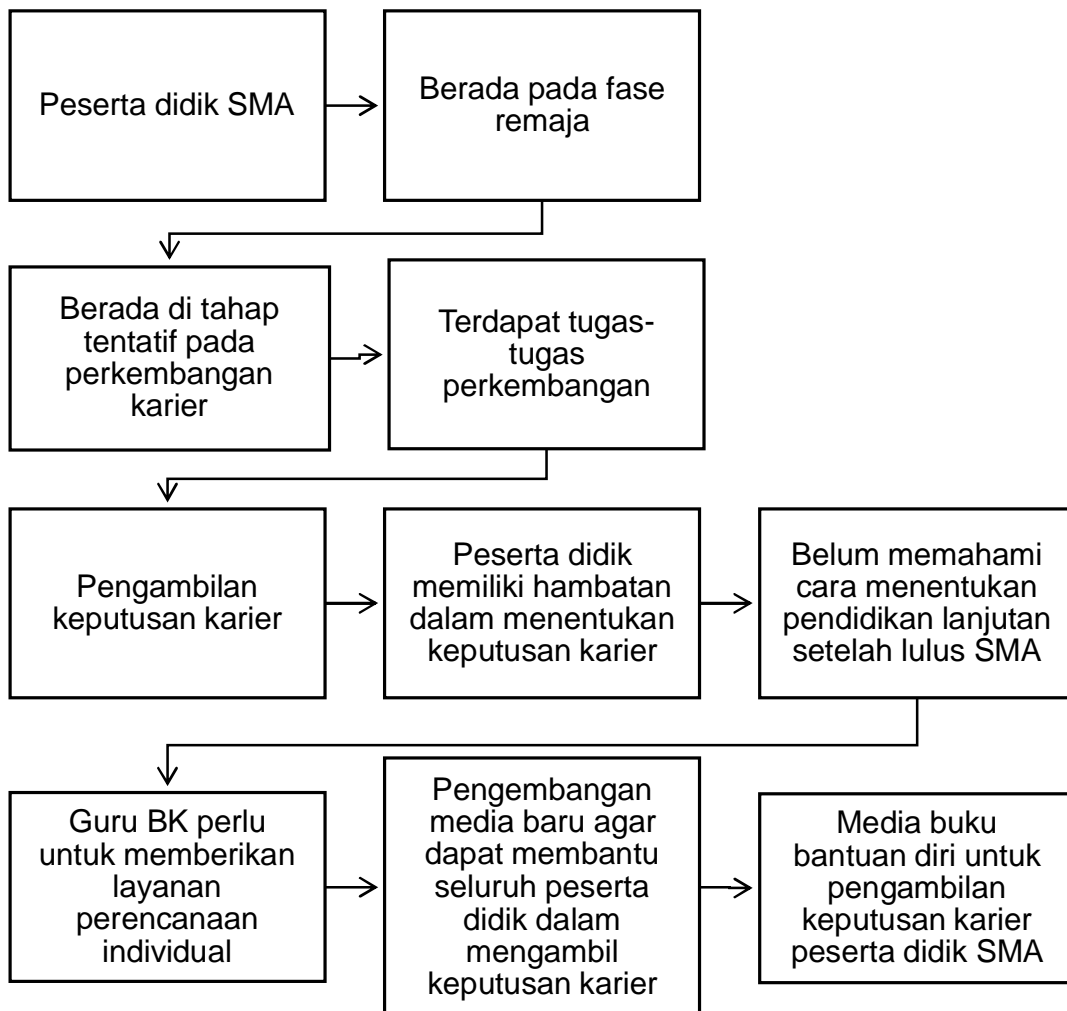 Peserta didik SMA
Berada pada fase
remaja
Berada di tahap
tentatif pada
perkembangan
karier
Terdapat tugas-
tugas
perkembangan
Pengambilan
keputusan karier
Peserta didik
memiliki hambatan
dalam menentukan
keputusan karier
Belum memahami
cara menentukan
pendidikan lanjutan
setelah lulus SMA
Guru BK perlu
untuk memberikan
layanan
perencanaan
individual
Pengembangan
media baru agar
dapat membantu
seluruh peserta
didik dalam
mengambil
keputusan karier
Media buku
bantuan diri untuk
pengambilan
keputusan karier
peserta didik SMA